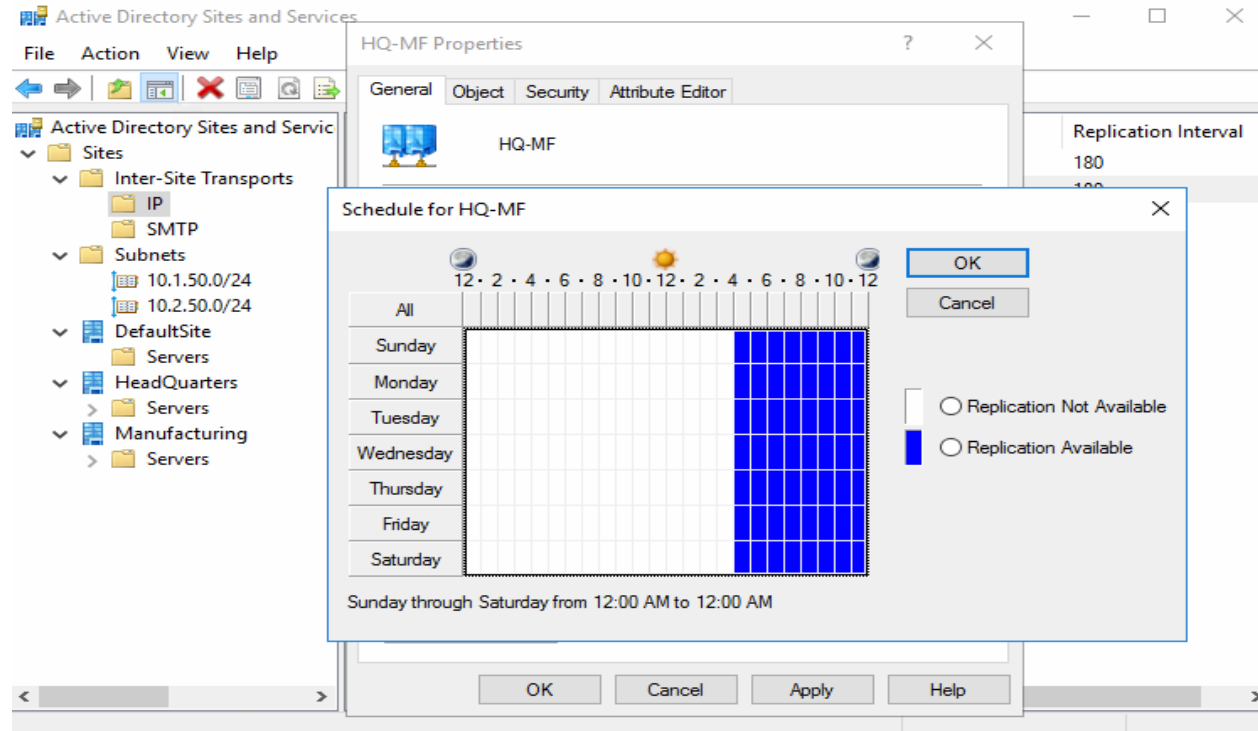 Active Directory Sites and Services
File Action View Help
HQ-MF Properties
?
General Object Security Attribute Editor
HQ-MF
Active Directory Sites and Servic
Sites
Inter-Site Transports
IP
SMTP
Subnets
10.1.50.0/24
10.2.50.0/24
DefaultSite
Servers
HeadQuarters
Servers
Manufacturing
Servers
Replication Interval
180
Schedule for HQ-MF
12 · 2 · 4 · 6 · 8 · 10 · 12 · 2 · 4 · 6 · 8 · 10 · 12
All
Sunday
Monday
Tuesday
Wednesday
Thursday
Friday
Saturday
OK
Cancel
Replication Not Available
Replication Available
Sunday through Saturday from 12:00 AM to 12:00 AM
OK Cancel Apply Help